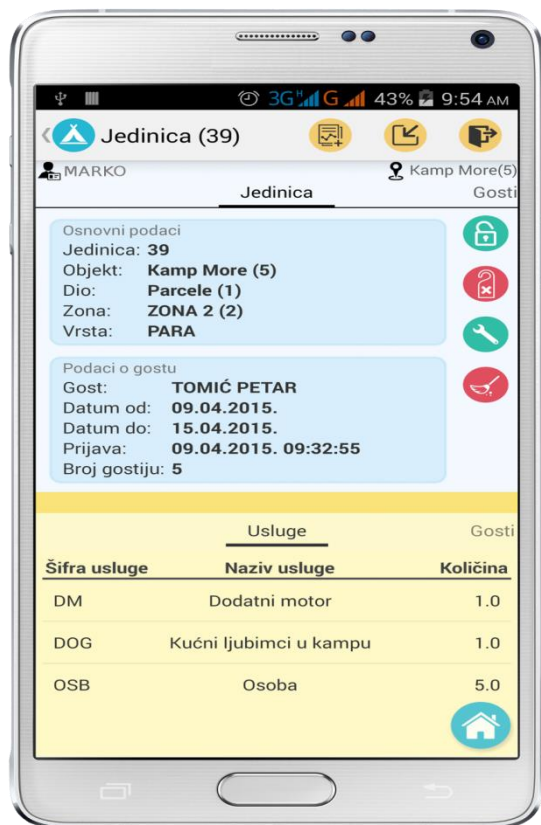 3G H G 43% 9:54 AM
Jedinica (39)
MARKO Kamp More(5)
Jedinica Gosti
Osnovni podaci
Jedinica: 39
Objekt: Kamp More (5)
Dio: Parcele (1)
Zona: ZONA 2 (2)
Vrsta: PARA
Podaci o gostu
Gost: TOMIĆ PETAR
Datum od: 09.04.2015.
Datum do: 15.04.2015.
Prijava: 09.04.2015. 09:32:55
Broj gostiju: 5
Usluge Gosti
Šifra usluge Naziv usluge Količina
DM Dodatni motor 1.0
DOG Kućni ljubimci u kampu 1.0
OSB Osoba 5.0